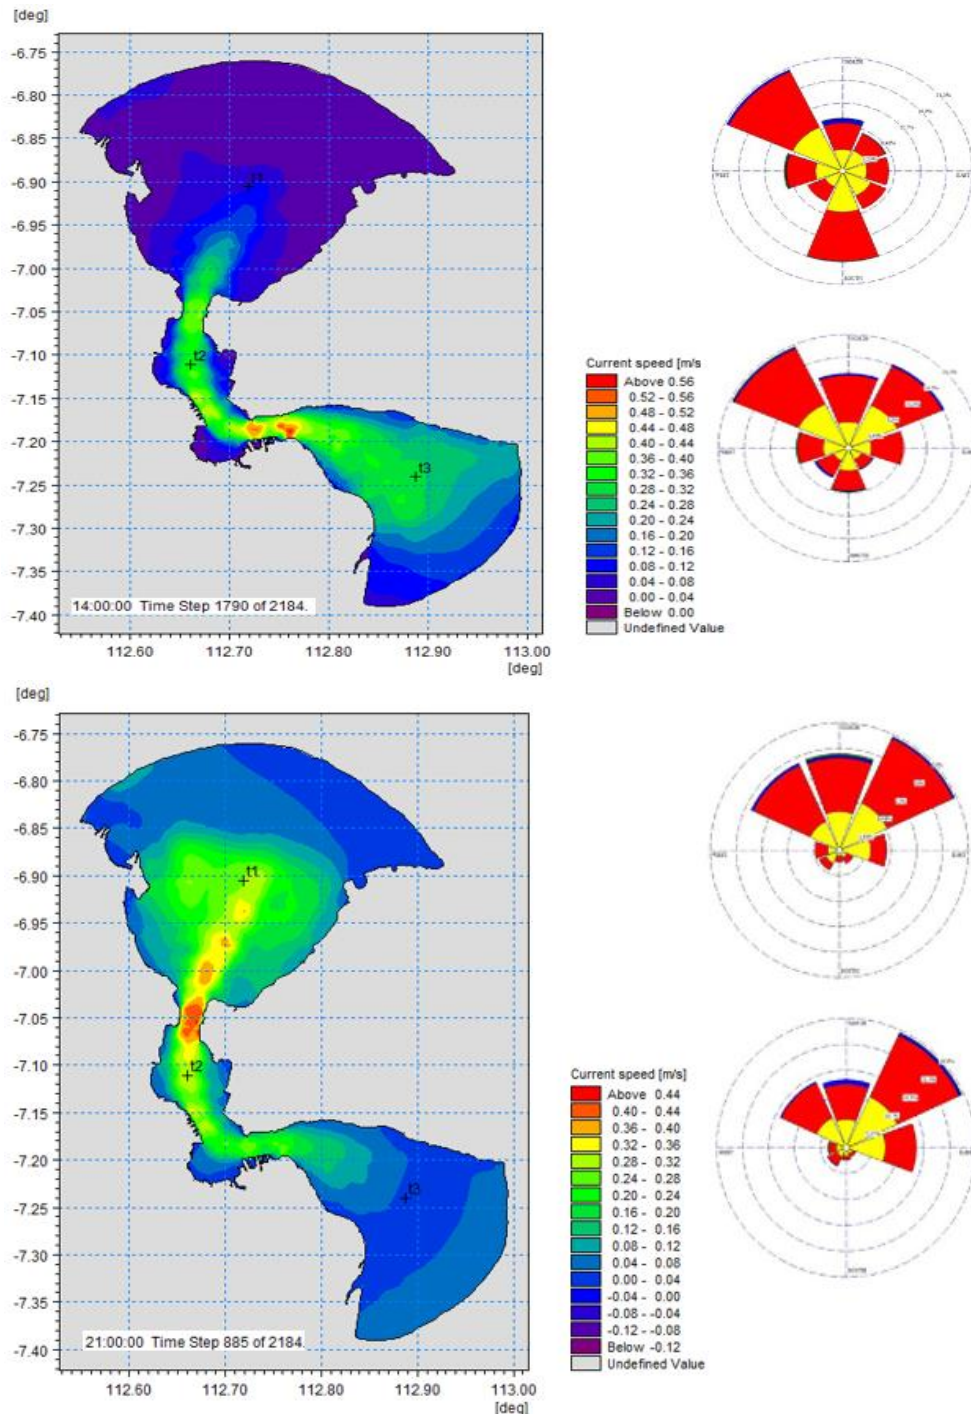 [deg]
-6.75
-6.80
-6.85
-6.90
-6.95
-7.00
-7.05
-7.10
-7.15
-7.20
-7.25
-7.30
-7.35
-7.40
t1
t2
t3
14:00:00 Time Step 1790 of 2184.
112.60 112.70 112.80 112.90 113.00
[deg]
Current speed [m/s
Above 0.56
0.52 - 0.56
0.48 - 0.52
0.44 - 0.48
0.40 - 0.44
0.36 - 0.40
0.32 - 0.36
0.28 - 0.32
0.24 - 0.28
0.20 - 0.24
0.16 - 0.20
0.12 - 0.16
0.08 - 0.12
0.04 - 0.08
0.00 - 0.04
Below 0.00
Undefined Value
[deg]
-6.75
-6.80
-6.85
-6.90
-6.95
-7.00
-7.05
-7.10
-7.15
-7.20
-7.25
-7.30
-7.35
-7.40
t1
t2
t3
21:00:00 Time Step 885 of 2184.
112.60 112.70 112.80 112.90 113.00
[deg]
Current speed [m/s]
Above 0.44
0.40 - 0.44
0.36 - 0.40
0.32 - 0.36
0.28 - 0.32
0.24 - 0.28
0.20 - 0.24
0.16 - 0.20
0.12 - 0.16
0.08 - 0.12
0.04 - 0.08
0.00 - 0.04
-0.04 - 0.00
-0.08 - -0.04
-0.12 - -0.08
Below -0.12
Undefined Value